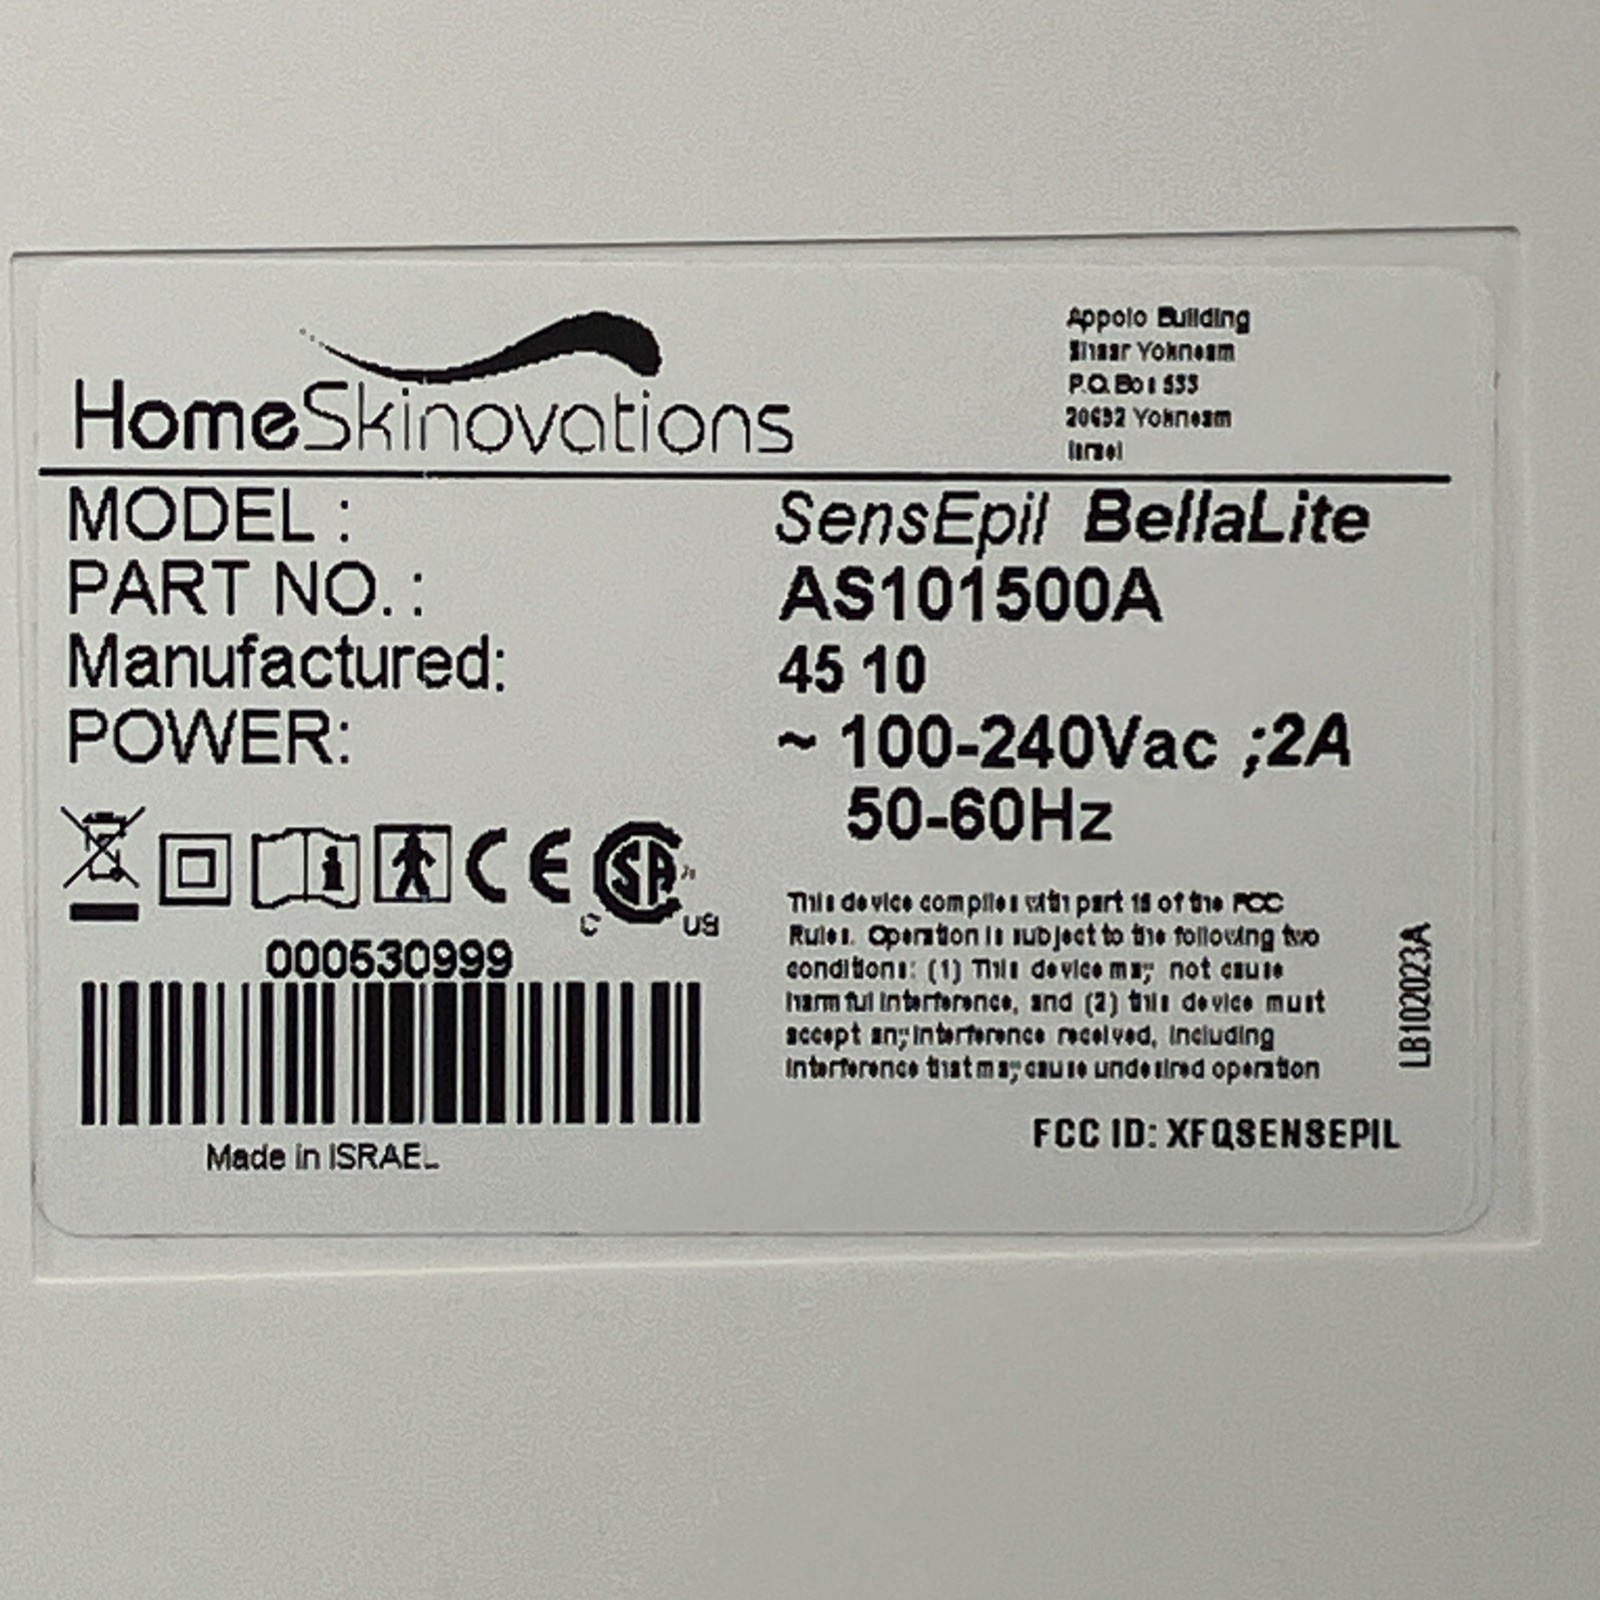 HomeSkinovations
Appolo Building
Shaar Yokneam
P.O. Box 533
20692 Yokneam
Israel
MODEL : SensEpil BellaLite
PART NO. : AS101500A
Manufactured: 45 10
POWER: ~ 100-240Vac ;2A
50-60Hz
CE
SA
C US
000530999
Made in ISRAEL
This device complies with part 15 of the FCC
Rules. Operation is subject to the following two
conditions: (1) This device may not cause
harmful interference, and (2) this device must
accept any interference received, including
interference that may cause undesired operation
LB102023A
FCC ID: XFQSENSEPIL